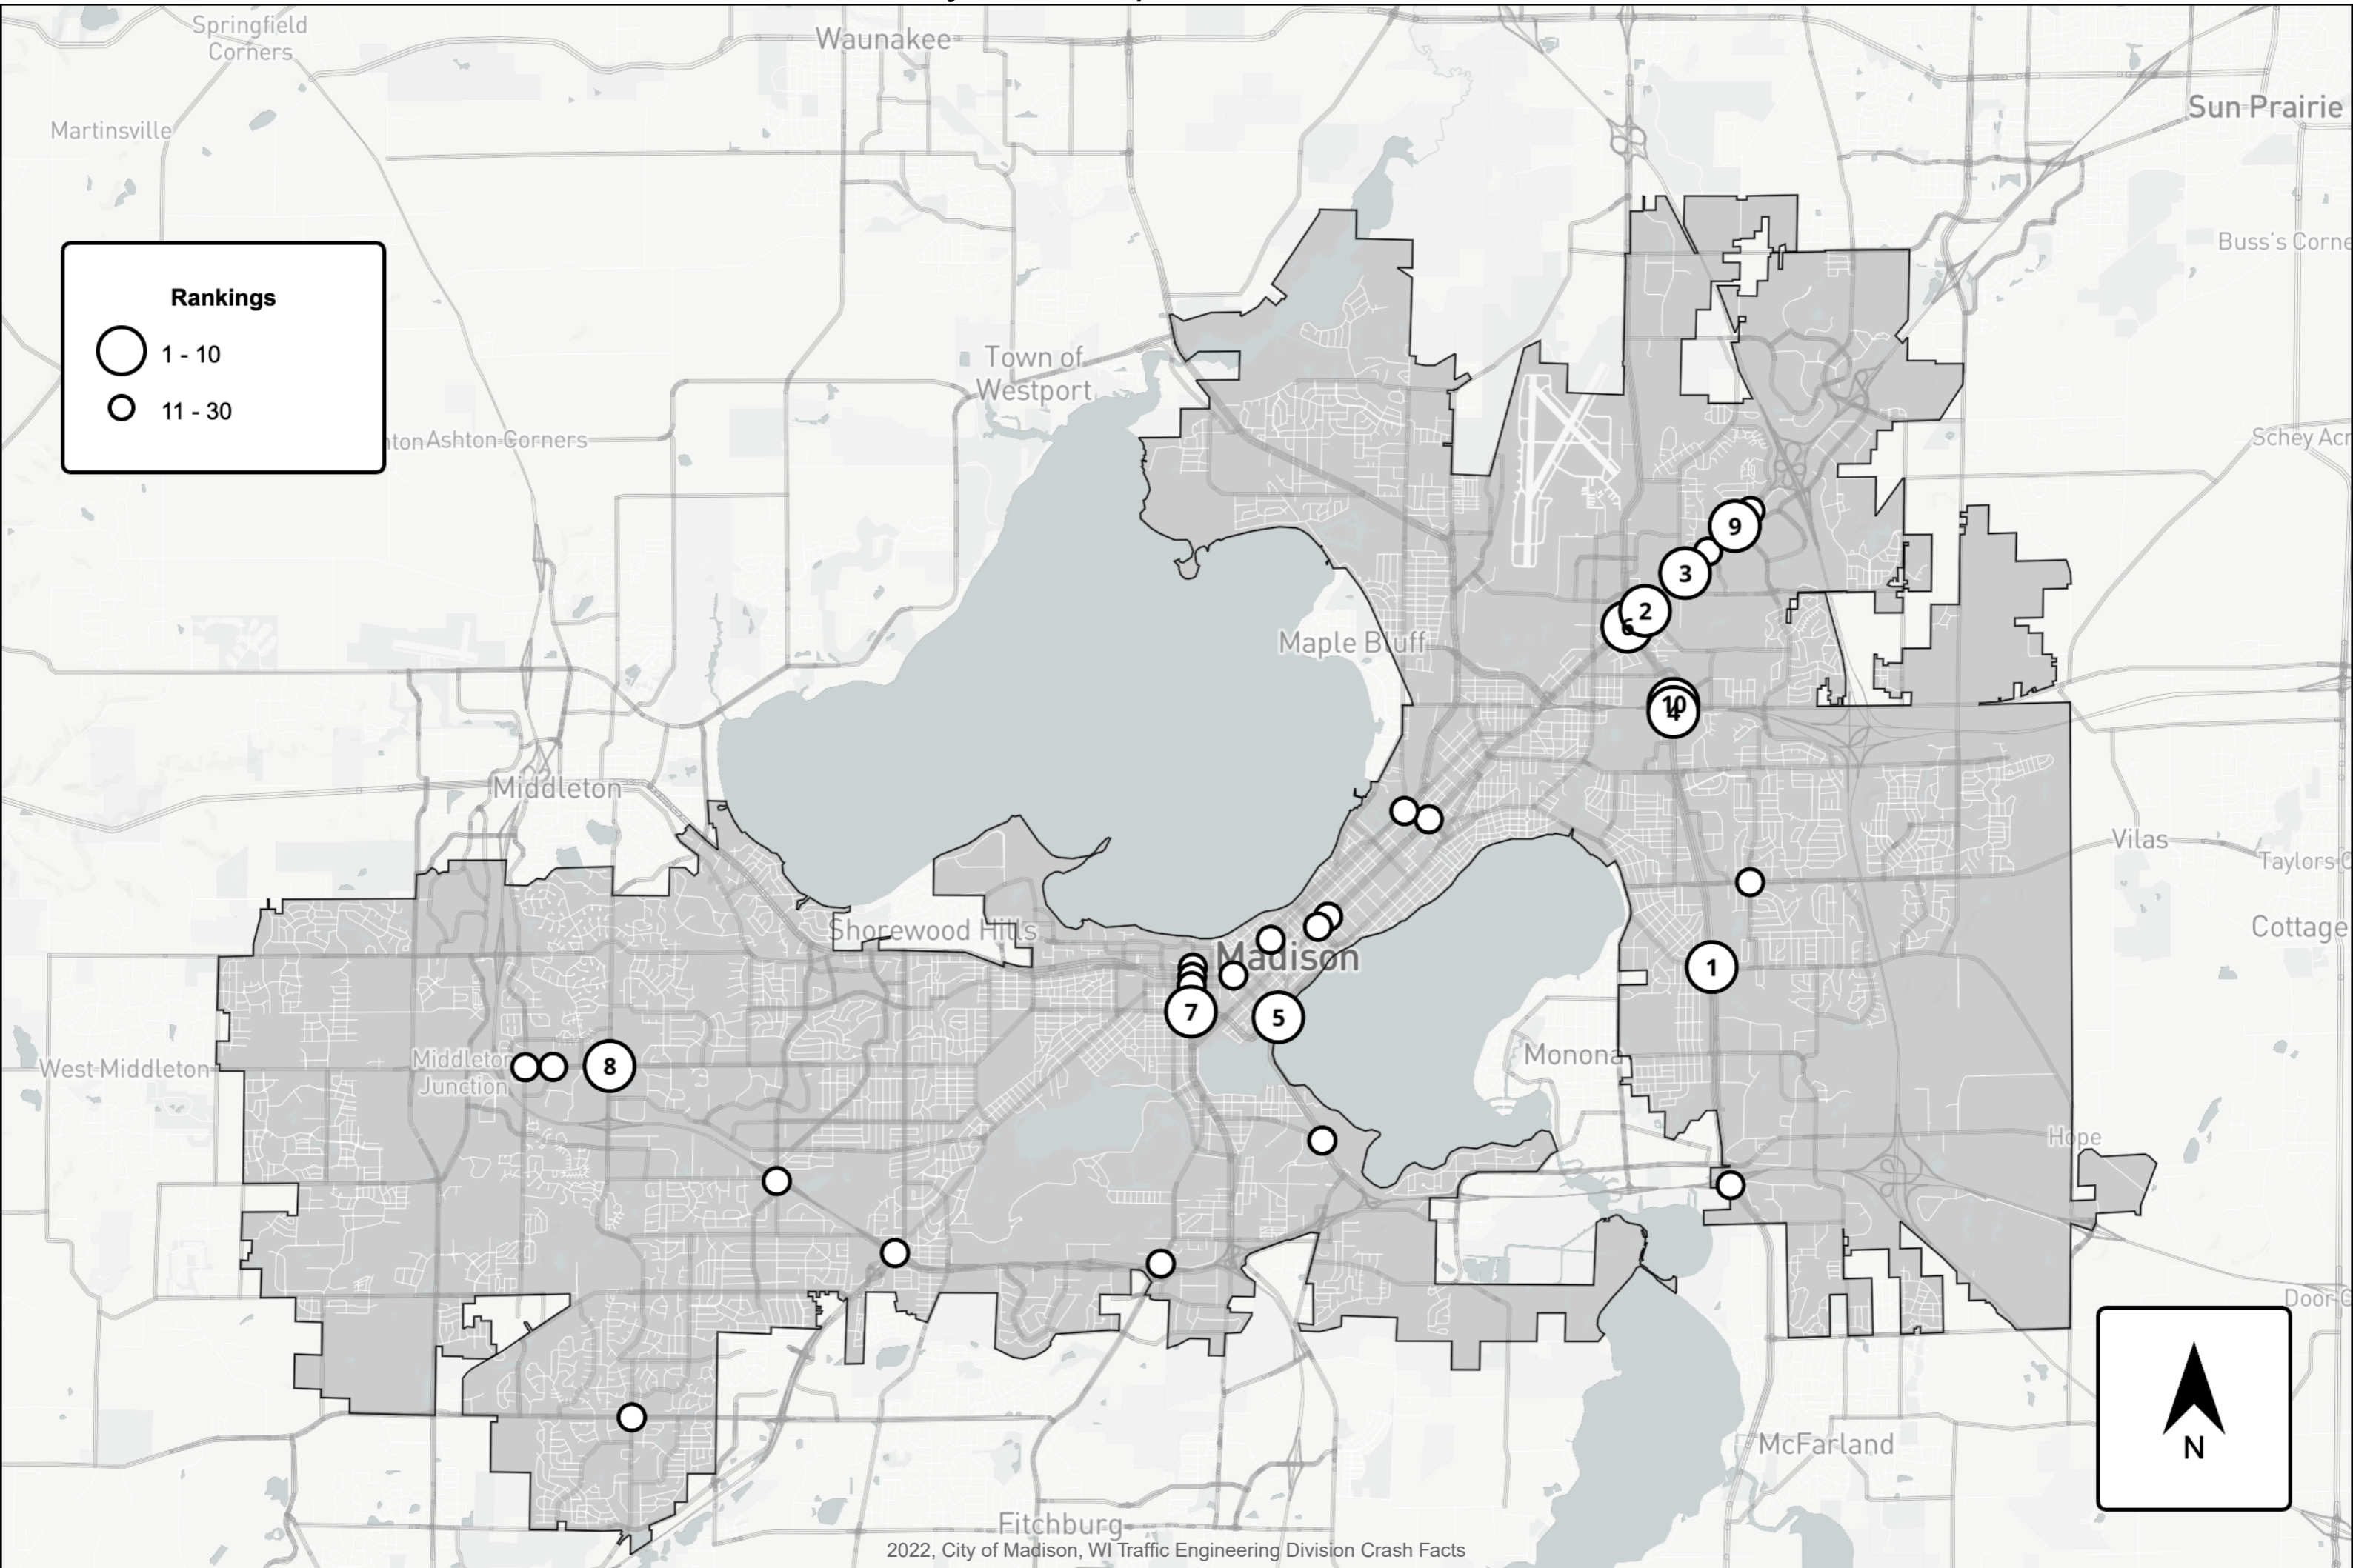 Springfield
Corners
Waunakee
Sun Prairie
Martinsville
Buss's Corne
Rankings
1 - 10
11 - 30
Town of
Westport
nton
Ashton Corners
Schey Acr
9
3
2
6
Maple Bluff
10
4
Middleton
Vilas
Taylors C
Shorewood Hills
Cottage
Madison
1
7
5
Monona
West Middleton
Middleton
Junction
8
Hope
Door C
N
McFarland
Fitchburg
2022, City of Madison, WI Traffic Engineering Division Crash Facts